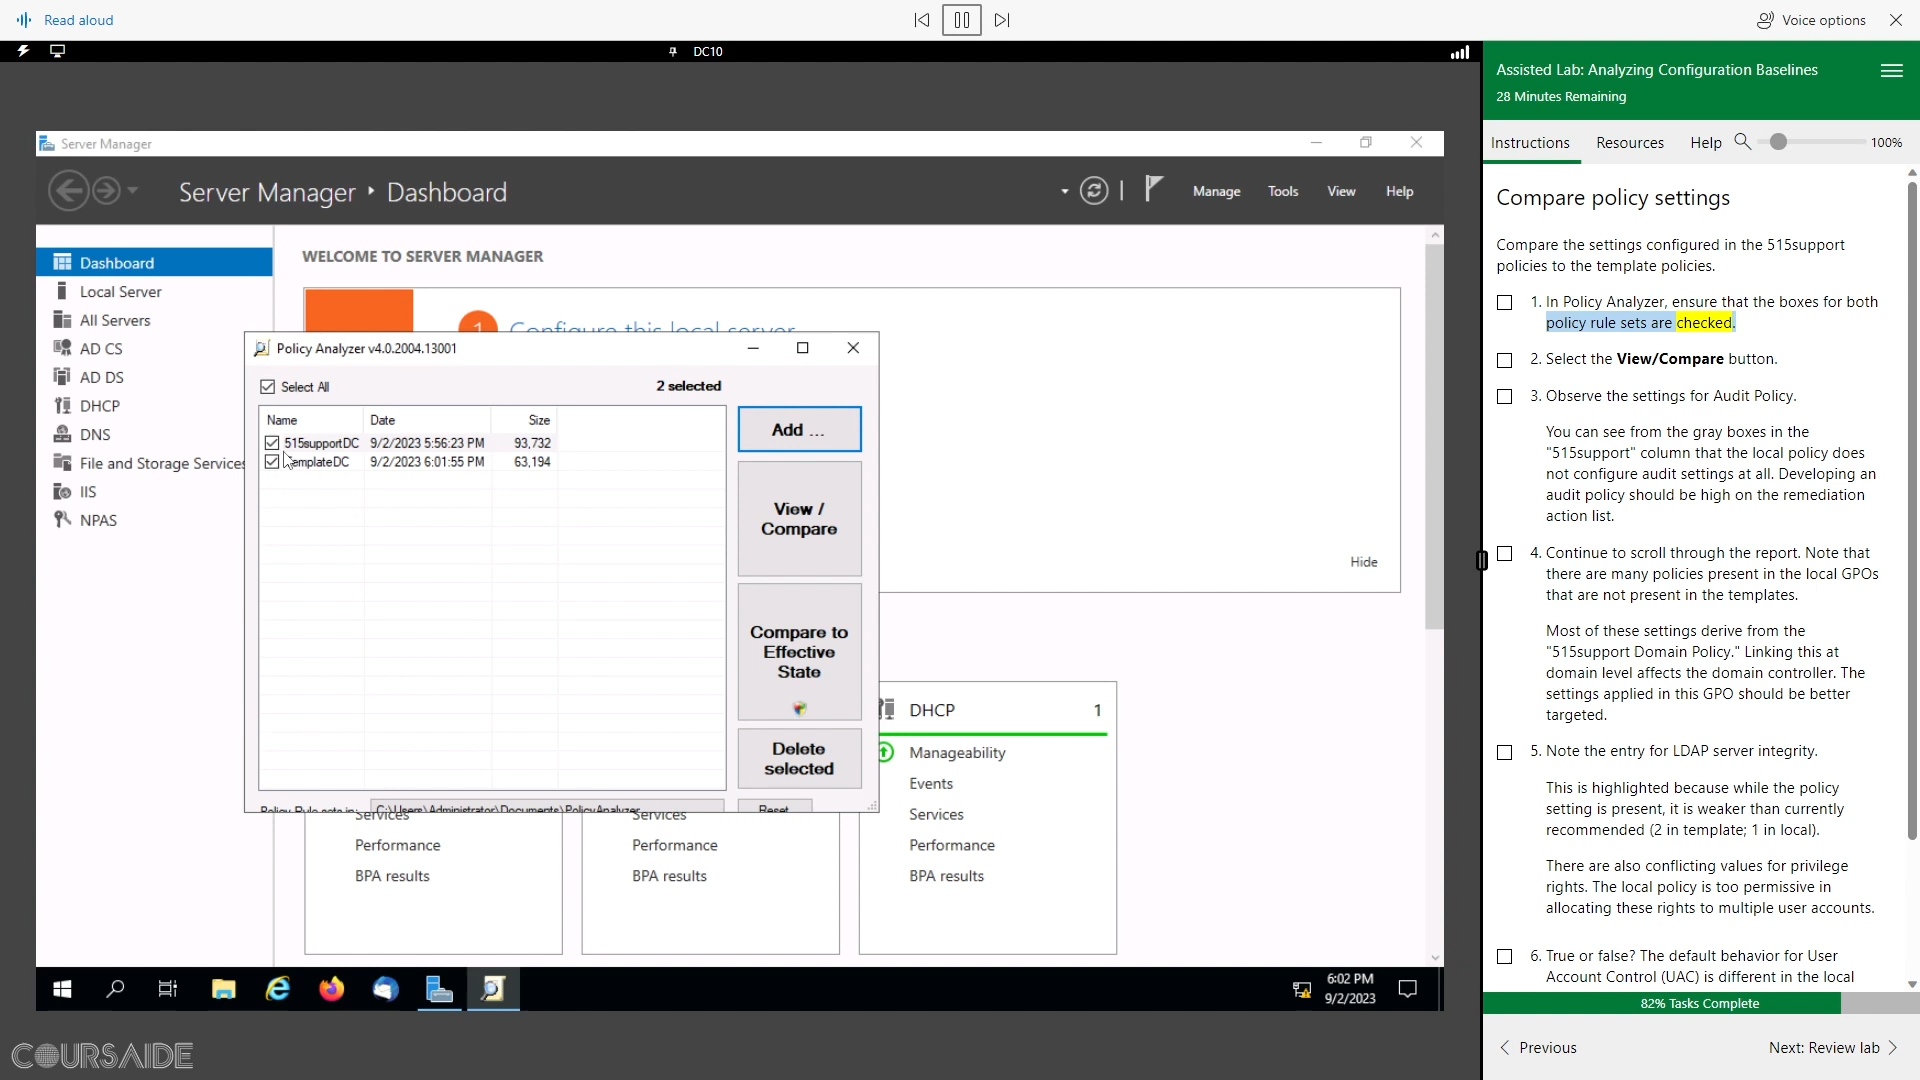 Read aloud
Voice options
DC10
Server Manager
Server Manager • Dashboard
Manage Tools View Help
Dashboard
Local Server
All Servers
AD CS
AD DS
DHCP
DNS
File and Storage Services
IIS
NPAS
WELCOME TO SERVER MANAGER
1 Configure this local server
Hide
Policy Analyzer v4.0.2004.13001
Select All 2 selected
Name Date Size
515supportDC 9/2/2023 5:56:23 PM 93,732
TemplateDC 9/2/2023 6:01:55 PM 63,194
Add ...
View /
Compare
Compare to
Effective
State
Delete
selected
Policy Rule sets in: C:\Users\Administrator\Documents\PolicyAnalyzer
Reset
Services
Performance
BPA results
Services
Performance
BPA results
DHCP 1
Manageability
Events
Services
Performance
BPA results
6:02 PM
9/2/2023
COURSAIDE
Assisted Lab: Analyzing Configuration Baselines
28 Minutes Remaining
Instructions Resources Help 100%
Compare policy settings
Compare the settings configured in the 515support
policies to the template policies.
1. In Policy Analyzer, ensure that the boxes for both
policy rule sets are checked.
2. Select the View/Compare button.
3. Observe the settings for Audit Policy.
You can see from the gray boxes in the
"515support" column that the local policy does
not configure audit settings at all. Developing an
audit policy should be high on the remediation
action list.
4. Continue to scroll through the report. Note that
there are many policies present in the local GPOs
that are not present in the templates.
Most of these settings derive from the
"515support Domain Policy." Linking this at
domain level affects the domain controller. The
settings applied in this GPO should be better
targeted.
5. Note the entry for LDAP server integrity.
This is highlighted because while the policy
setting is present, it is weaker than currently
recommended (2 in template; 1 in local).
There are also conflicting values for privilege
rights. The local policy is too permissive in
allocating these rights to multiple user accounts.
6. True or false? The default behavior for User
Account Control (UAC) is different in the local
82% Tasks Complete
Previous
Next: Review lab